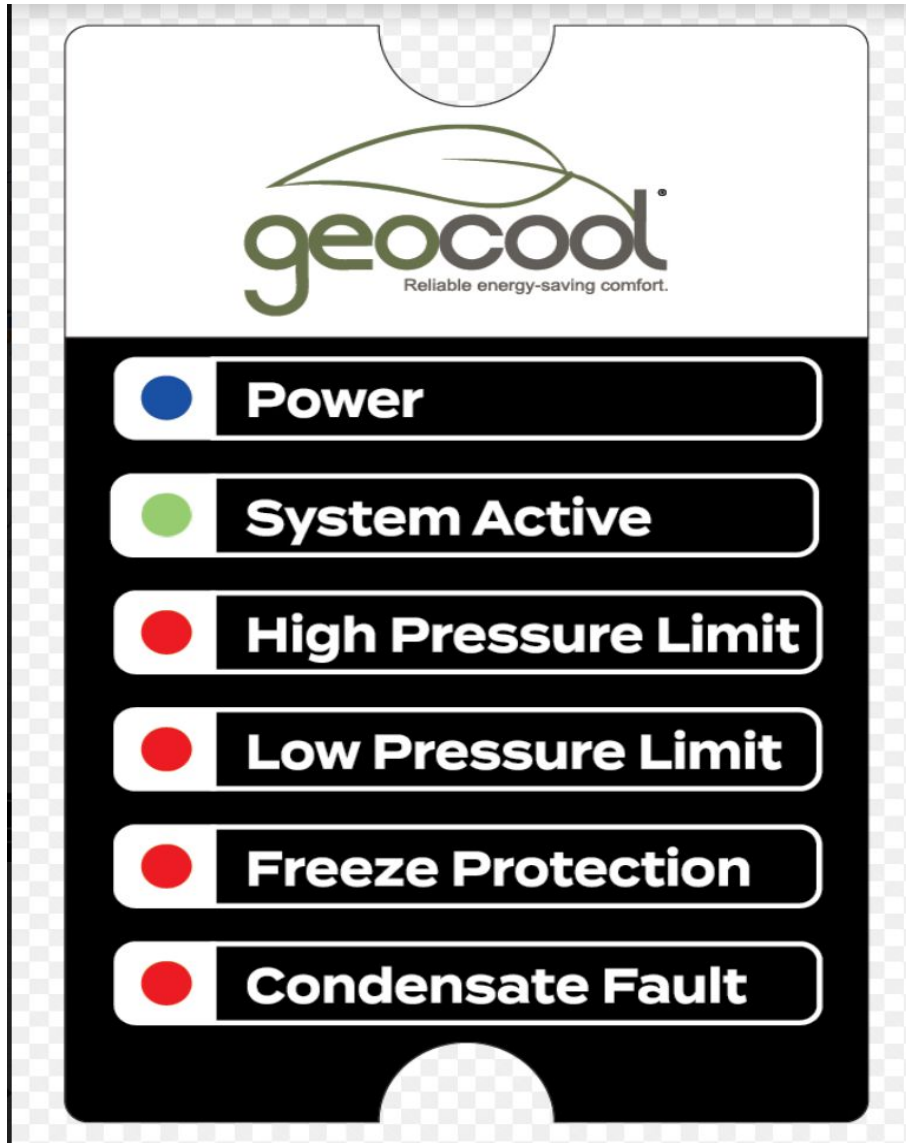 geocool®
Reliable energy-saving comfort.
Power
System Active
High Pressure Limit
Low Pressure Limit
Freeze Protection
Condensate Fault